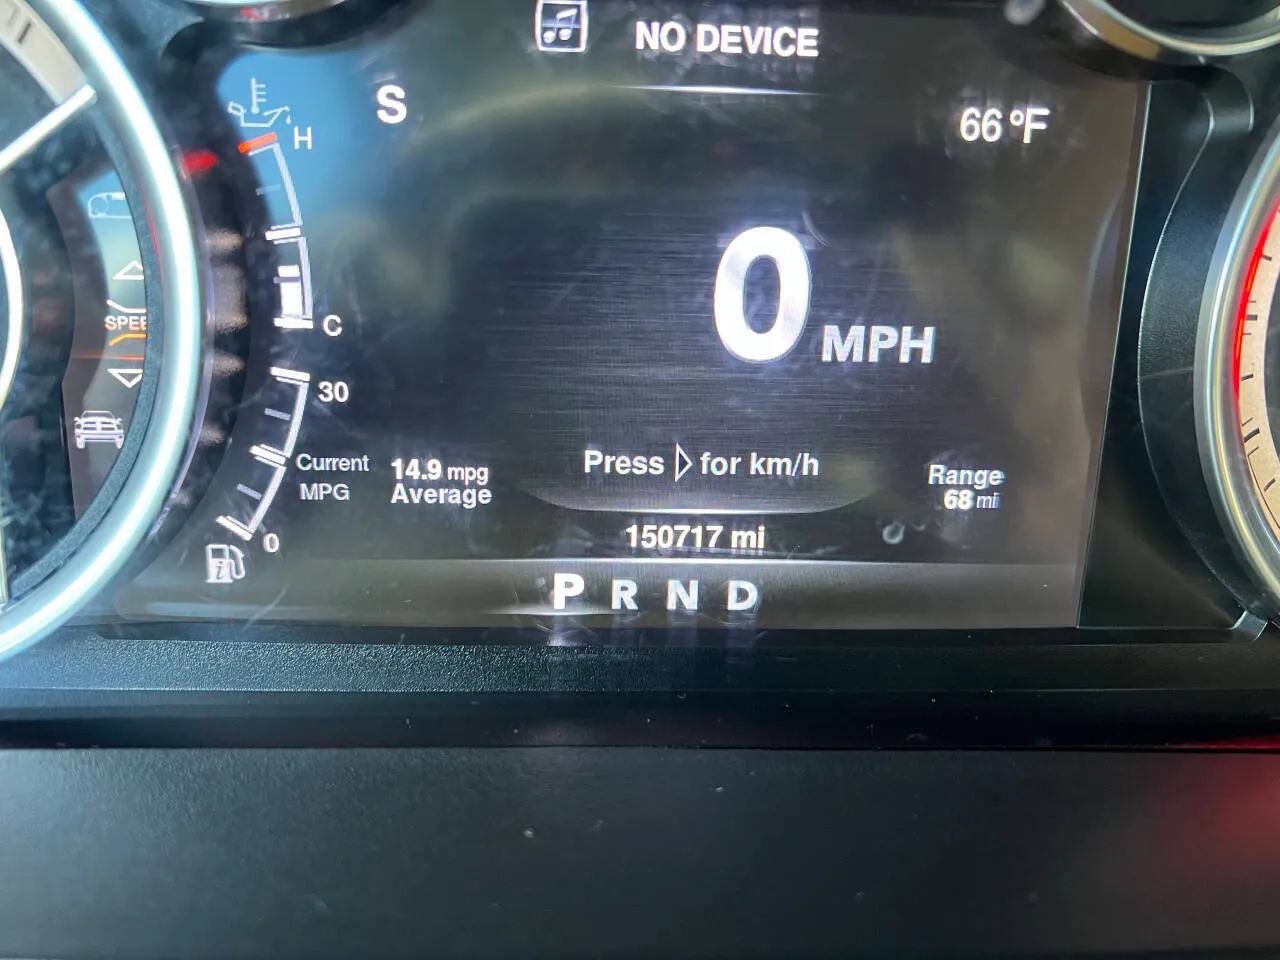 NO DEVICE
S
66 °F
H
0 MPH
C
SPEE
30
Current
MPG
14.9 mpg
Average
Press ▷ for km/h
Range
68 mi
0
150717 mi
P R N D